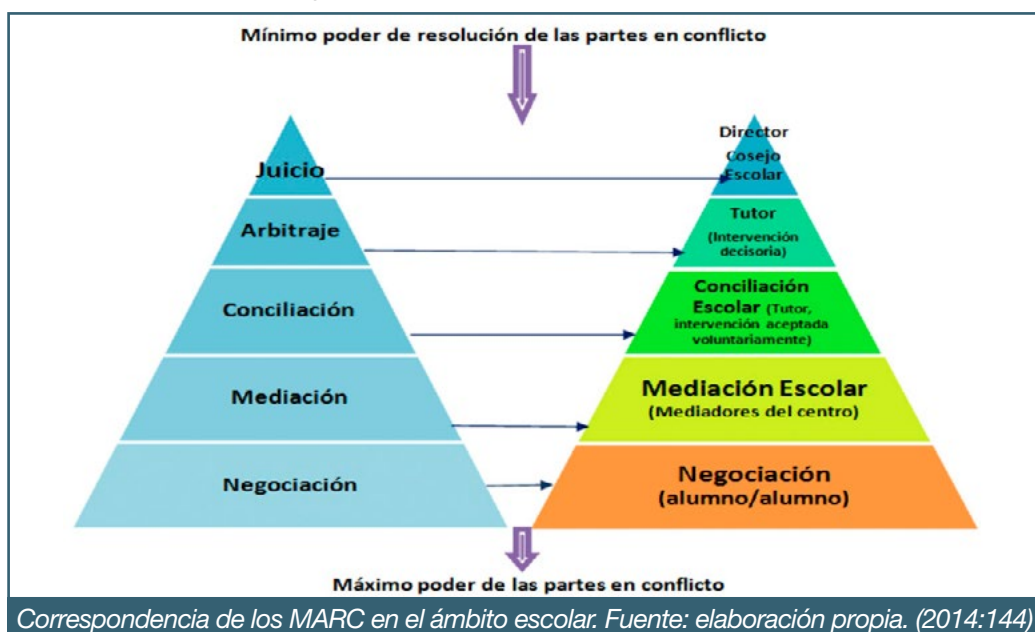 Mínimo poder de resolución de las partes en conflicto
Juicio
Arbitraje
Conciliación
Mediación
Negociación
Director
Cosejo
Escolar
Tutor
(Intervención
decisoria)
Conciliación
Escolar (Tutor,
intervención aceptada
voluntariamente)
Mediación Escolar
(Mediadores del centro)
Negociación
(alumno/alumno)
Máximo poder de las partes en conflicto
Correspondencia de los MARC en el ámbito escolar. Fuente: elaboración propia. (2014:144)